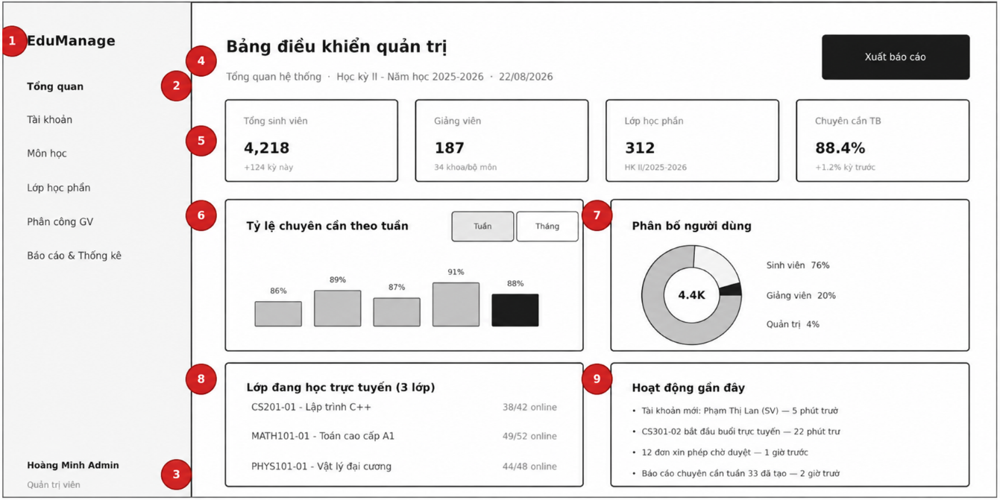 1
EduManage
Tổng quan
2
Tài khoản
Môn học
Lớp học phần
Phân công GV
Báo cáo & Thống kê
Hoàng Minh Admin
Quản trị viên
3
4
Bảng điều khiển quản trị
Tổng quan hệ thống · Học kỳ II - Năm học 2025-2026 · 22/08/2026
Xuất báo cáo
5
Tổng sinh viên
4,218
+124 kỳ này
Giảng viên
187
34 khoa/bộ môn
Lớp học phần
312
HK II/2025-2026
Chuyên cần TB
88.4%
+1.2% kỳ trước
6
Tỷ lệ chuyên cần theo tuần
Tuần
Tháng
86%
89%
87%
91%
88%
7
Phân bố người dùng
4.4K
Sinh viên 76%
Giảng viên 20%
Quản trị 4%
8
Lớp đang học trực tuyến (3 lớp)
CS201-01 - Lập trình C++ 38/42 online
MATH101-01 - Toán cao cấp A1 49/52 online
PHYS101-01 - Vật lý đại cương 44/48 online
9
Hoạt động gần đây
• Tài khoản mới: Phạm Thị Lan (SV) — 5 phút trướ
• CS301-02 bắt đầu buổi trực tuyến — 22 phút trư
• 12 đơn xin phép chờ duyệt — 1 giờ trước
• Báo cáo chuyên cần tuần 33 đã tạo — 2 giờ trướ